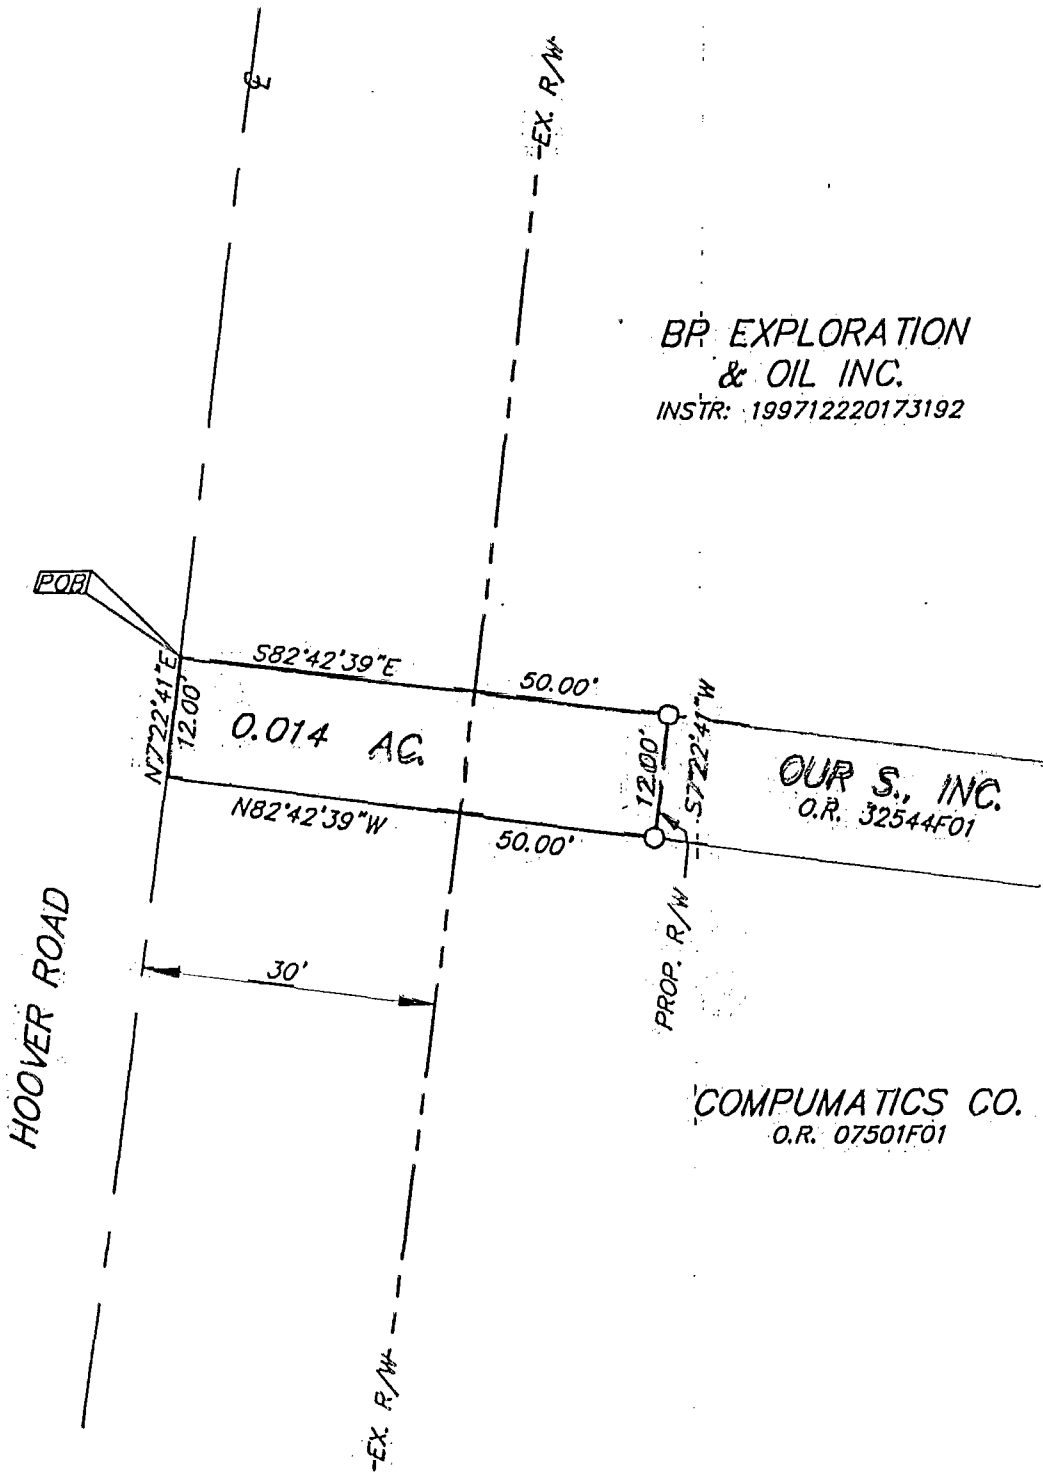 ℄
-EX. R/W
BP EXPLORATION
& OIL INC.
INSTR: 199712220173192
POB
S82°42'39"E
50.00'
N7°22'41"E
12.00'
0.014 AC.
12.00'
S7°22'41"W
OUR S., INC.
O.R. 32544F01
N82°42'39"W
50.00'
HOOVER ROAD
30'
PROP. R/W
COMPUMATICS CO.
O.R. 07501F01
-EX. R/W